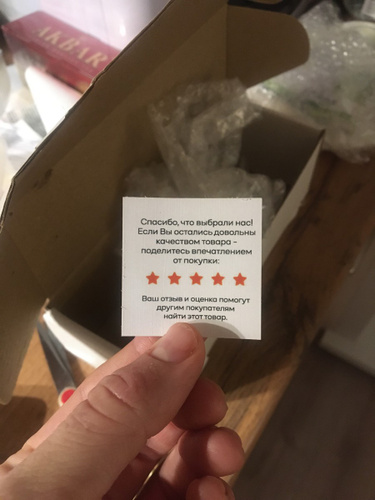 AKBAR
Спасибо, что выбрали нас!
Если Вы остались довольны
качеством товара -
поделитесь впечатлением
от покупки:
Ваш отзыв и оценка помогут
другим покупателям
найти этот товар.